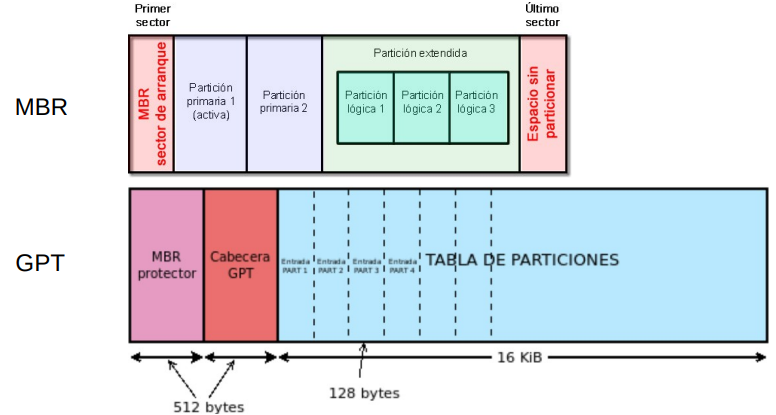 Primer
sector
Último
sector
MBR
MBR
sector de arranque
Partición
primaria 1
(activa)
Partición
primaria 2
Partición extendida
Partición
lógica 1
Partición
lógica 2
Partición
lógica 3
Espacio sin
particionar
GPT
MBR
protector
Cabecera
GPT
Entrada
PART 1
Entrada
PART 2
Entrada
PART 3
Entrada
PART 4
TABLA DE PARTICIONES
16 KiB
128 bytes
512 bytes